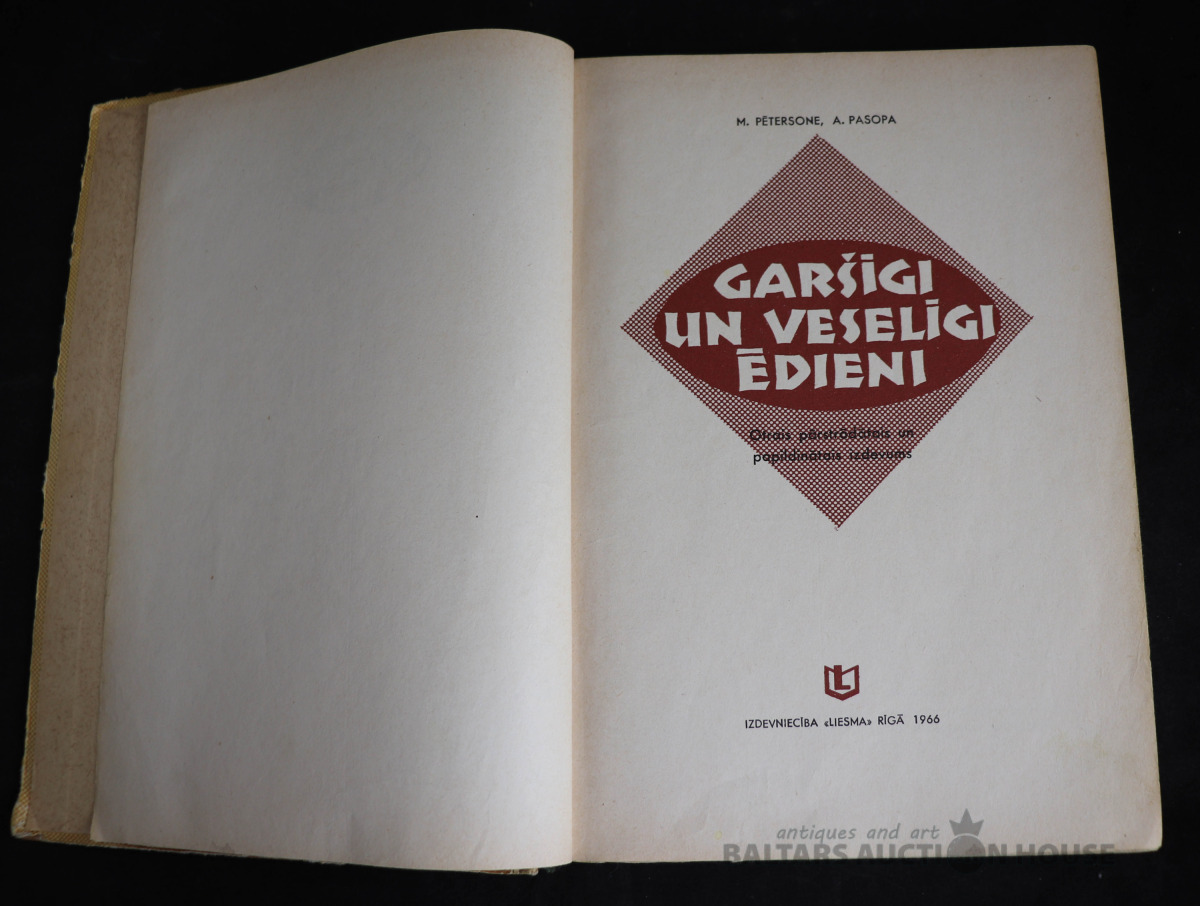 M. PĒTERSONE, A. PASOPA
GARŠĪGI
UN VESELĪGI
ĒDIENI
Otrais pārstrādātais un
papildinātais izdevums
L
IZDEVNIECĪBA «LIESMA» RĪGĀ 1966
antiques and art
BALTARS AUCTION HOUSE